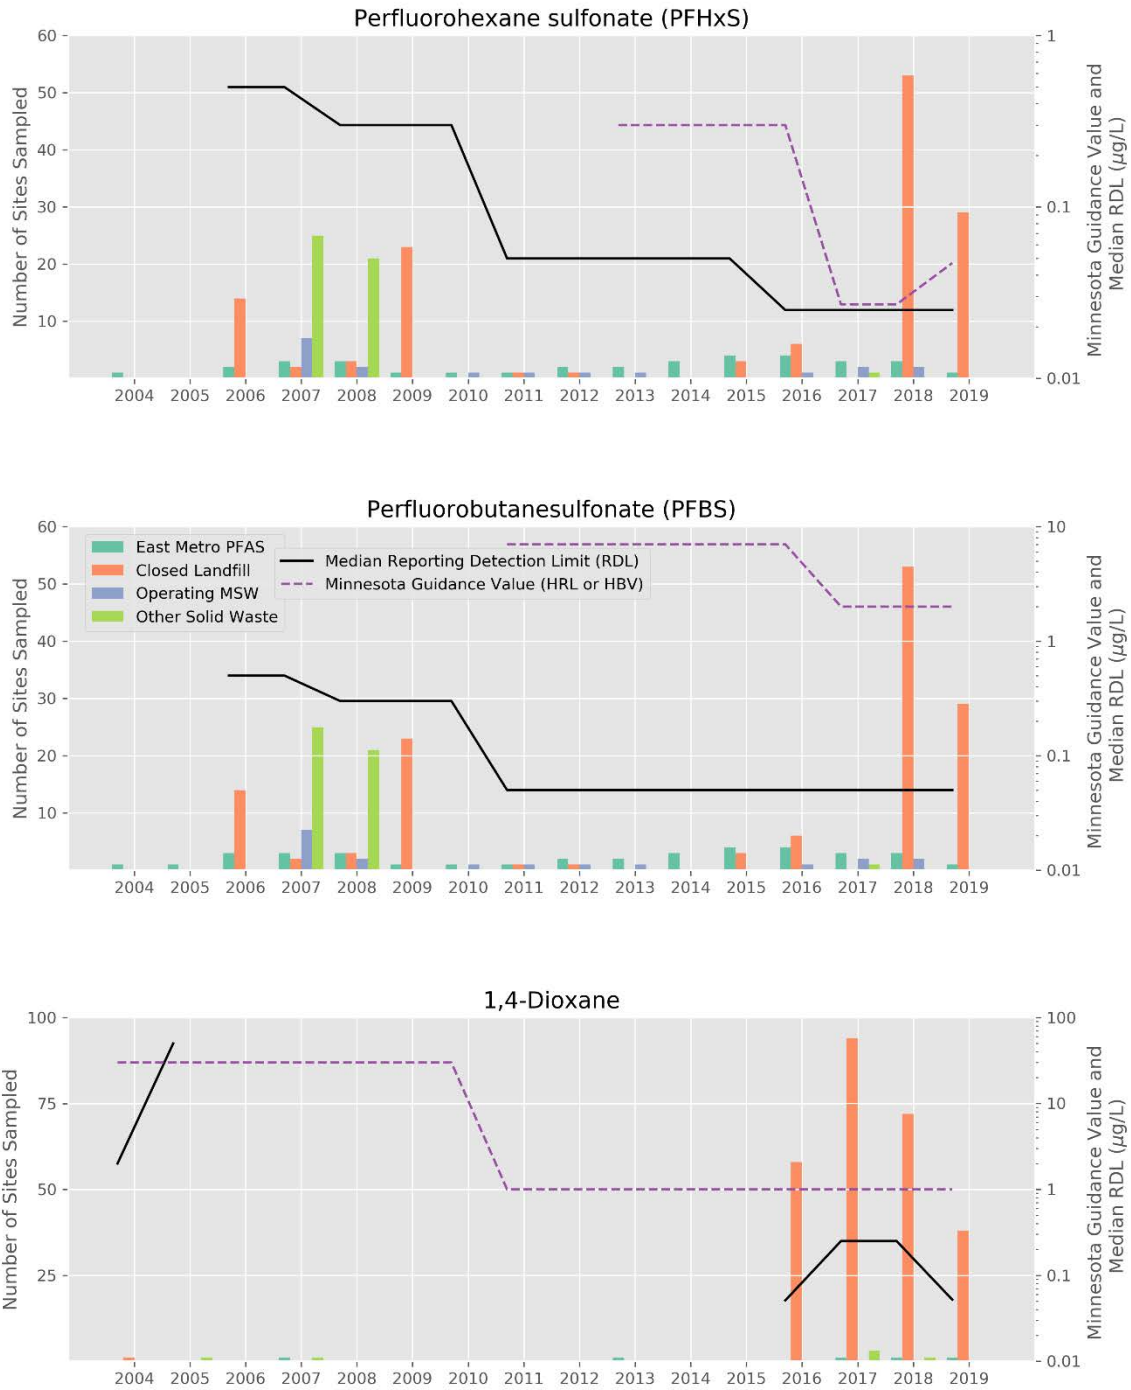 Perfluorohexane sulfonate (PFHxS)
Number of Sites Sampled
60
50
40
30
20
10
1
0.1
0.01
Minnesota Guidance Value and
Median RDL (μg/L)
2004 2005 2006 2007 2008 2009 2010 2011 2012 2013 2014 2015 2016 2017 2018 2019
Perfluorobutanesulfonate (PFBS)
Number of Sites Sampled
60
50
40
30
20
10
East Metro PFAS
Closed Landfill
Operating MSW
Other Solid Waste
Median Reporting Detection Limit (RDL)
Minnesota Guidance Value (HRL or HBV)
10
1
0.1
0.01
Minnesota Guidance Value and
Median RDL (μg/L)
2004 2005 2006 2007 2008 2009 2010 2011 2012 2013 2014 2015 2016 2017 2018 2019
1,4-Dioxane
Number of Sites Sampled
100
75
50
25
100
10
1
0.1
0.01
Minnesota Guidance Value and
Median RDL (μg/L)
2004 2005 2006 2007 2008 2009 2010 2011 2012 2013 2014 2015 2016 2017 2018 2019